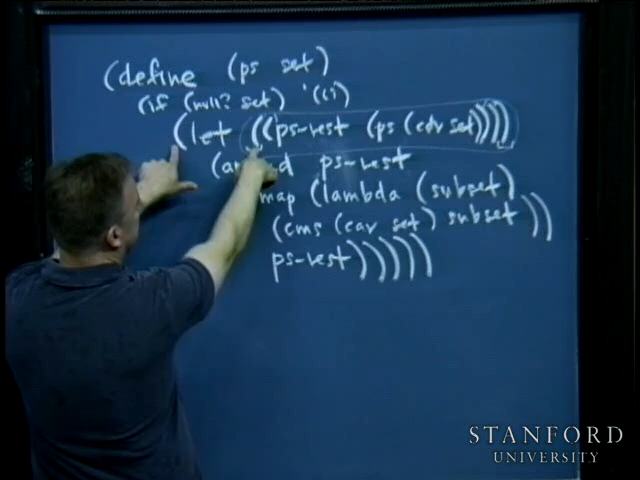 (define (ps set)
(if (null? set) '(())
(let ((ps-rest (ps (cdr set))))
ps-rest
map (lambda (subset)
(cons (car set) subset ))
ps-rest))))))
STANFORD
UNIVERSITY